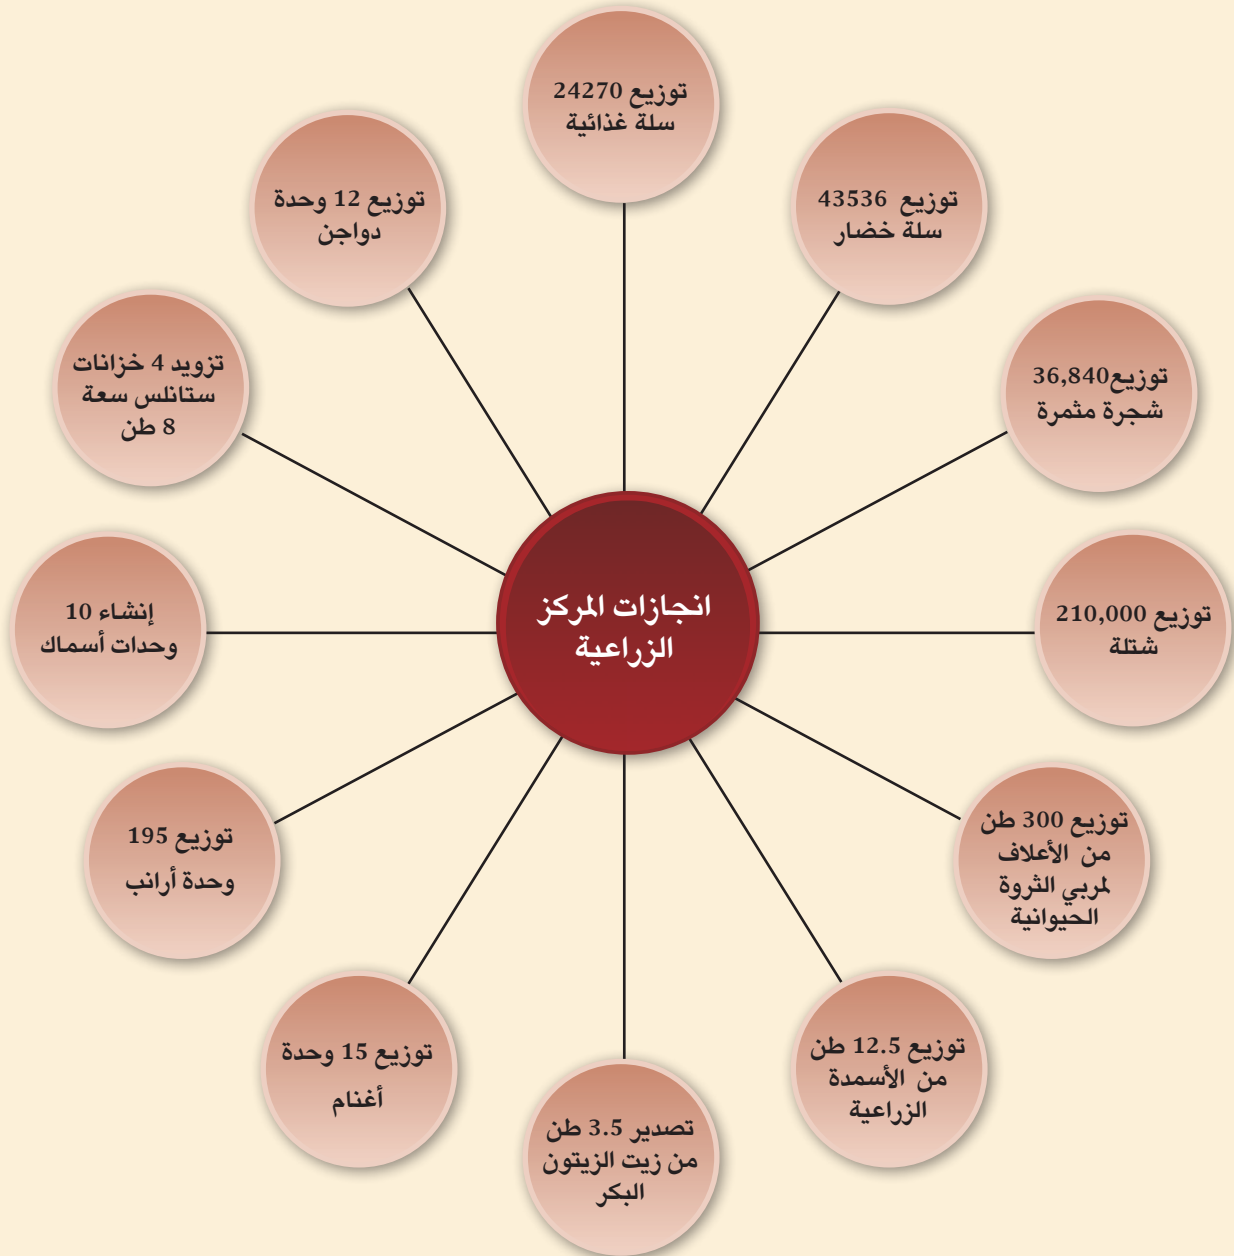 انجازات المركز
الزراعية
توزيع 24270
سلة غذائية
توزيع 43536
سلة خضار
توزيع36,840
شجرة مثمرة
توزيع 210,000
شتلة
توزيع 300 طن
من الأعلاف
لمربي الثروة
الحيوانية
توزيع 12.5 طن
من الأسمدة
الزراعية
تصدير 3.5 طن
من زيت الزيتون
البكر
توزيع 15 وحدة
أغنام
توزيع 195
وحدة أرانب
إنشاء 10
وحدات أسماك
تزويد 4 خزانات
ستانلس سعة
8 طن
توزيع 12 وحدة
دواجن